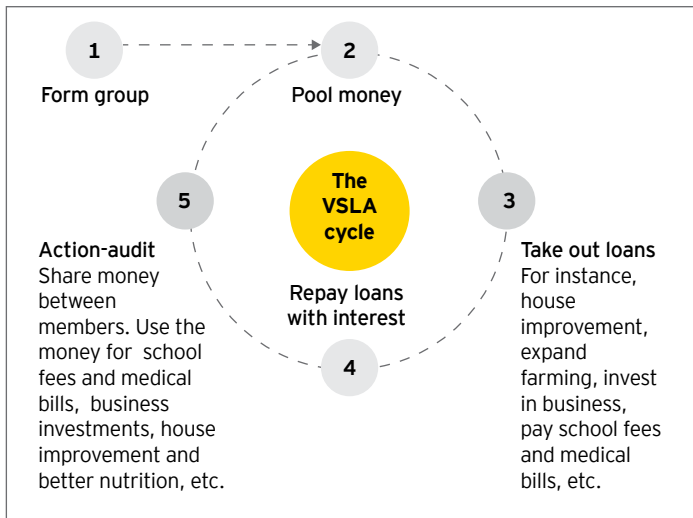 1
Form group
2
Pool money
The
VSLA
cycle
3
Take out loans
For instance,
house
improvement,
expand
farming, invest
in business,
pay school fees
and medical
bills, etc.
Repay loans
with interest
4
5
Action-audit
Share money
between
members. Use the
money for school
fees and medical
bills, business
investments, house
improvement and
better nutrition, etc.